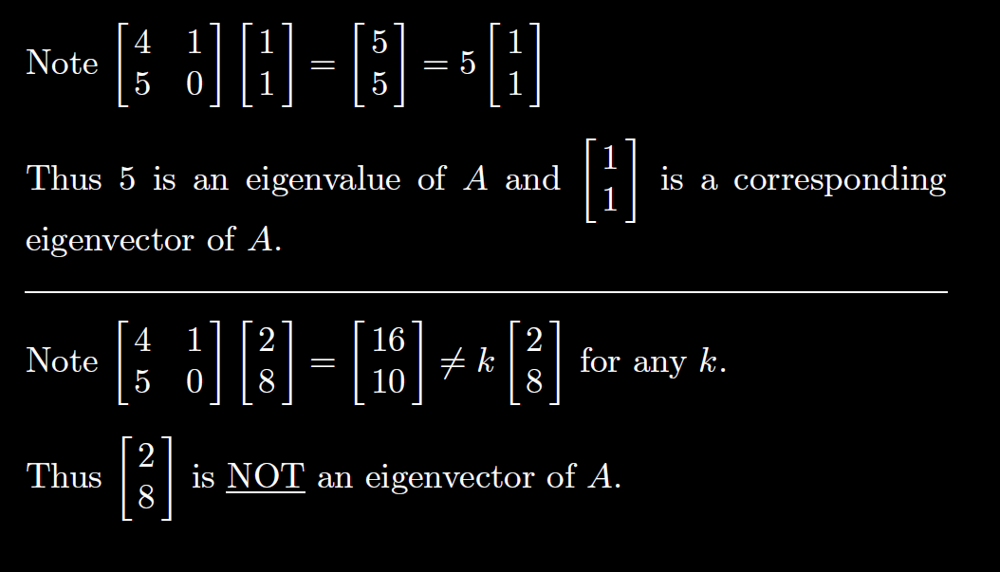 Note $\begin{bmatrix} 4 & 1 \\ 5 & 0 \end{bmatrix} \begin{bmatrix} 1 \\ 1 \end{bmatrix} = \begin{bmatrix} 5 \\ 5 \end{bmatrix} = 5 \begin{bmatrix} 1 \\ 1 \end{bmatrix}$
Thus 5 is an eigenvalue of $A$ and $\begin{bmatrix} 1 \\ 1 \end{bmatrix}$ is a corresponding
eigenvector of $A$.
Note $\begin{bmatrix} 4 & 1 \\ 5 & 0 \end{bmatrix} \begin{bmatrix} 2 \\ 8 \end{bmatrix} = \begin{bmatrix} 16 \\ 10 \end{bmatrix} \neq k \begin{bmatrix} 2 \\ 8 \end{bmatrix}$ for any $k$.
Thus $\begin{bmatrix} 2 \\ 8 \end{bmatrix}$ is NOT an eigenvector of $A$.